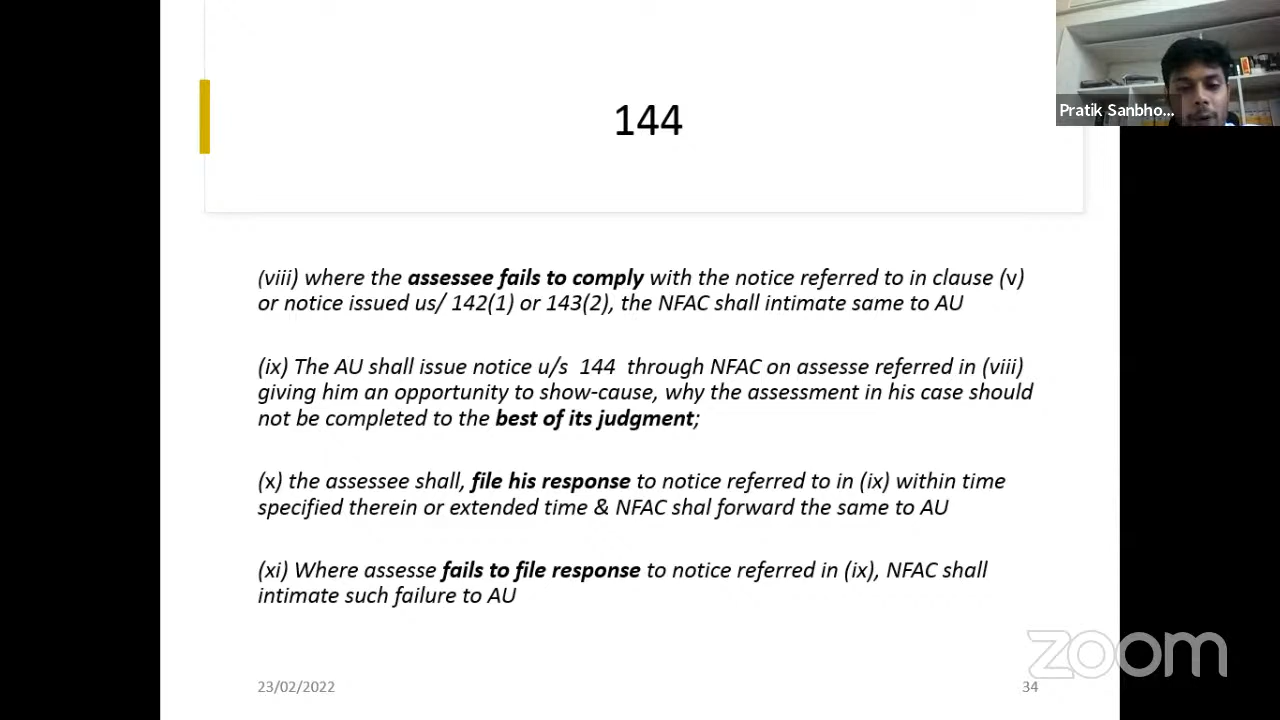 144
Pratik Sanbho...
(viii) where the assessee fails to comply with the notice referred to in clause (v)
or notice issued us/ 142(1) or 143(2), the NFAC shall intimate same to AU
(ix) The AU shall issue notice u/s 144 through NFAC on assesse referred in (viii)
giving him an opportunity to show-cause, why the assessment in his case should
not be completed to the best of its judgment;
(x) the assessee shall, file his response to notice referred to in (ix) within time
specified therein or extended time & NFAC shal forward the same to AU
(xi) Where assesse fails to file response to notice referred in (ix), NFAC shall
intimate such failure to AU
zoom
23/02/2022
34